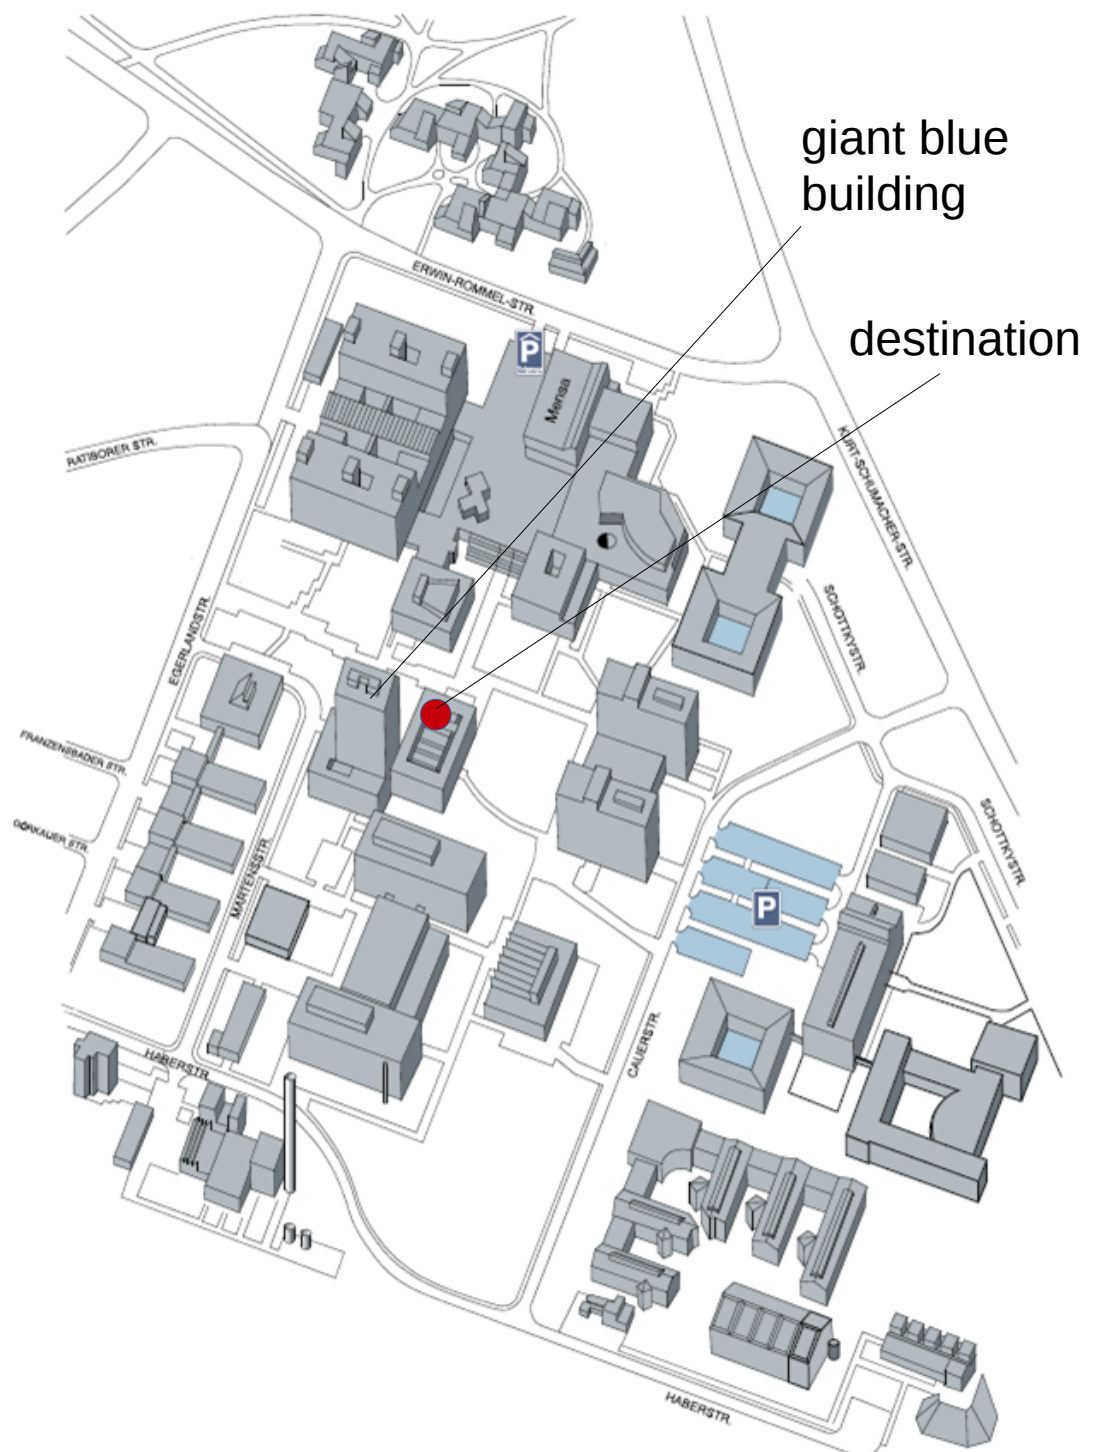 giant blue
building
ERWIN-ROMMEL-STR.
destination
P
Mensa
RATIBORER STR.
KURT-SCHUMACHER-STR.
EGERLANDSTR.
SCHOTTKYSTR.
FRANZENSBADER STR.
GÖRKAUER STR.
SCHOTTKYSTR.
MARTENSSTR.
P
CAUERSTR.
HABERSTR.
HABERSTR.